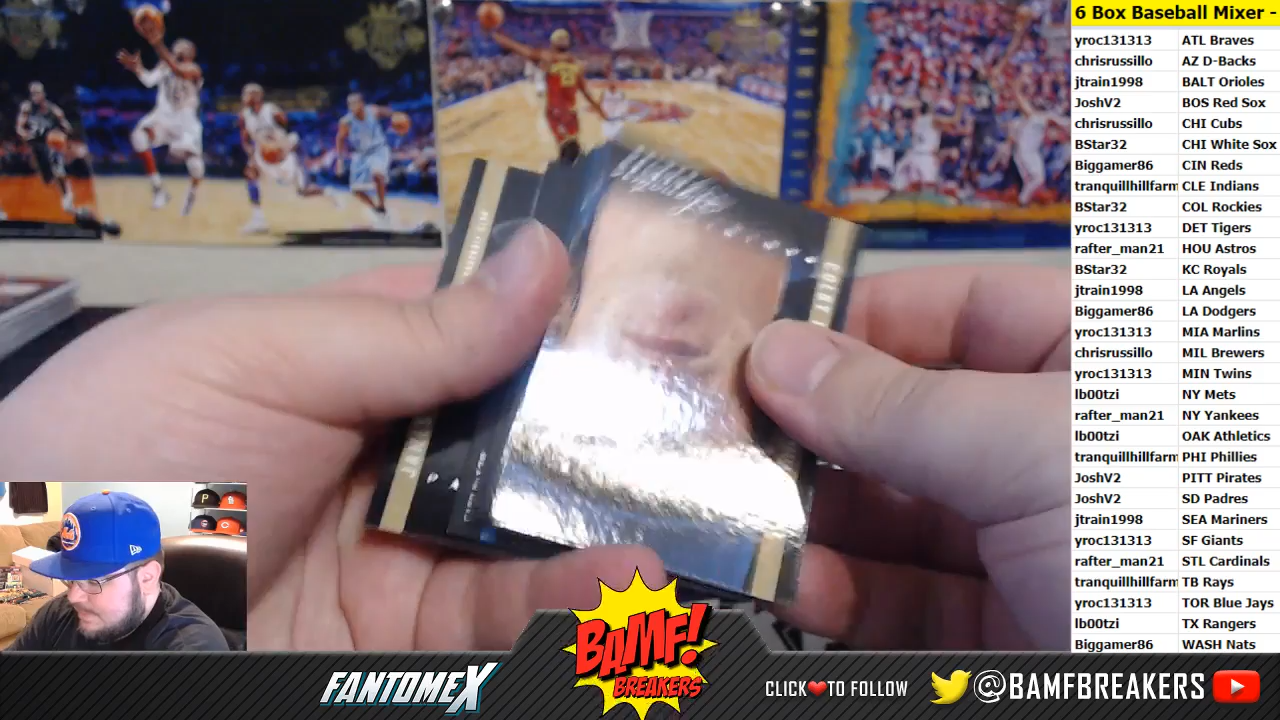 6 Box Baseball Mixer -
yroc131313 ATL Braves
chrisrussillo AZ D-Backs
jtrain1998 BALT Orioles
JoshV2 BOS Red Sox
chrisrussillo CHI Cubs
BStar32 CHI White Sox
Biggamer86 CIN Reds
tranquillhillfarm CLE Indians
BStar32 COL Rockies
yroc131313 DET Tigers
rafter_man21 HOU Astros
BStar32 KC Royals
jtrain1998 LA Angels
Biggamer86 LA Dodgers
yroc131313 MIA Marlins
chrisrussillo MIL Brewers
yroc131313 MIN Twins
lb00tzi NY Mets
rafter_man21 NY Yankees
lb00tzi OAK Athletics
tranquillhillfarm PHI Phillies
JoshV2 PITT Pirates
JoshV2 SD Padres
jtrain1998 SEA Mariners
yroc131313 SF Giants
rafter_man21 STL Cardinals
tranquillhillfarm TB Rays
yroc131313 TOR Blue Jays
lb00tzi TX Rangers
Biggamer86 WASH Nats
FANTOMEX
BAMF!
BREAKERS
CLICK TO FOLLOW
@BAMFBREAKERS